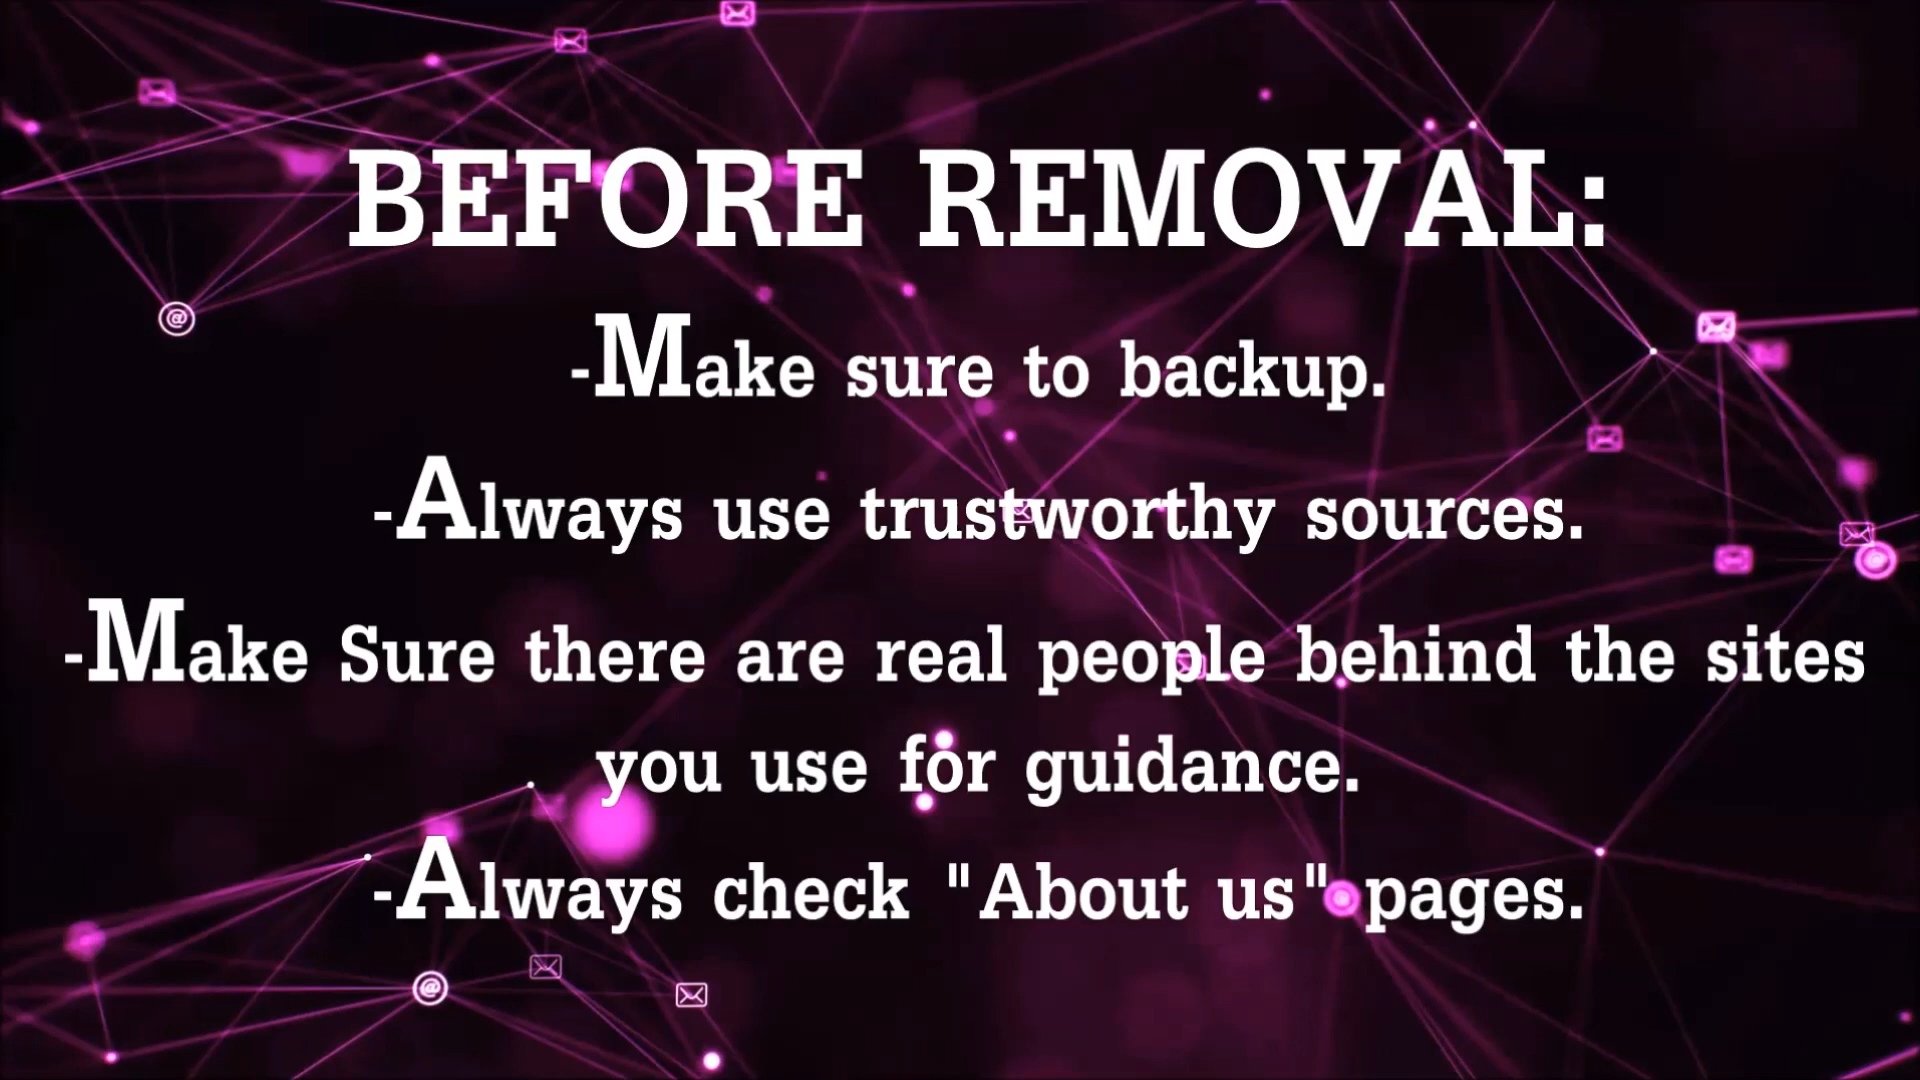 BEFORE REMOVAL:
-Make sure to backup.
-Always use trustworthy sources.
-Make Sure there are real people behind the sites
you use for guidance.
-Always check "About us" pages.